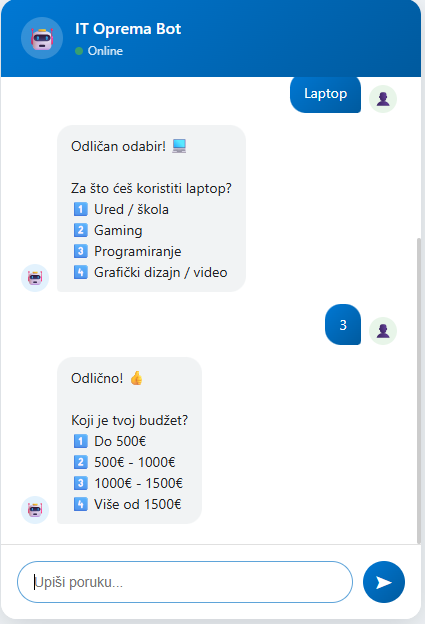 IT Oprema Bot
Online
Laptop
Odličan odabir! 💻
Za što ćeš koristiti laptop?
1️⃣ Ured / škola
2️⃣ Gaming
3️⃣ Programiranje
4️⃣ Grafički dizajn / video
3
Odlično! 👍
Koji je tvoj budžet?
1️⃣ Do 500€
2️⃣ 500€ - 1000€
3️⃣ 1000€ - 1500€
4️⃣ Više od 1500€
Upiši poruku...